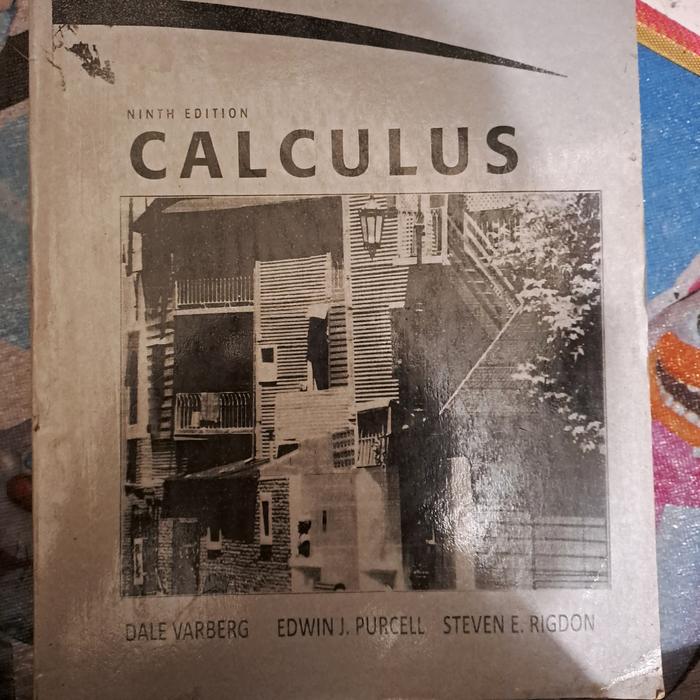 NINTH EDITION
CALCULUS
DALE VARBERG EDWIN J. PURCELL STEVEN E. RIGDON